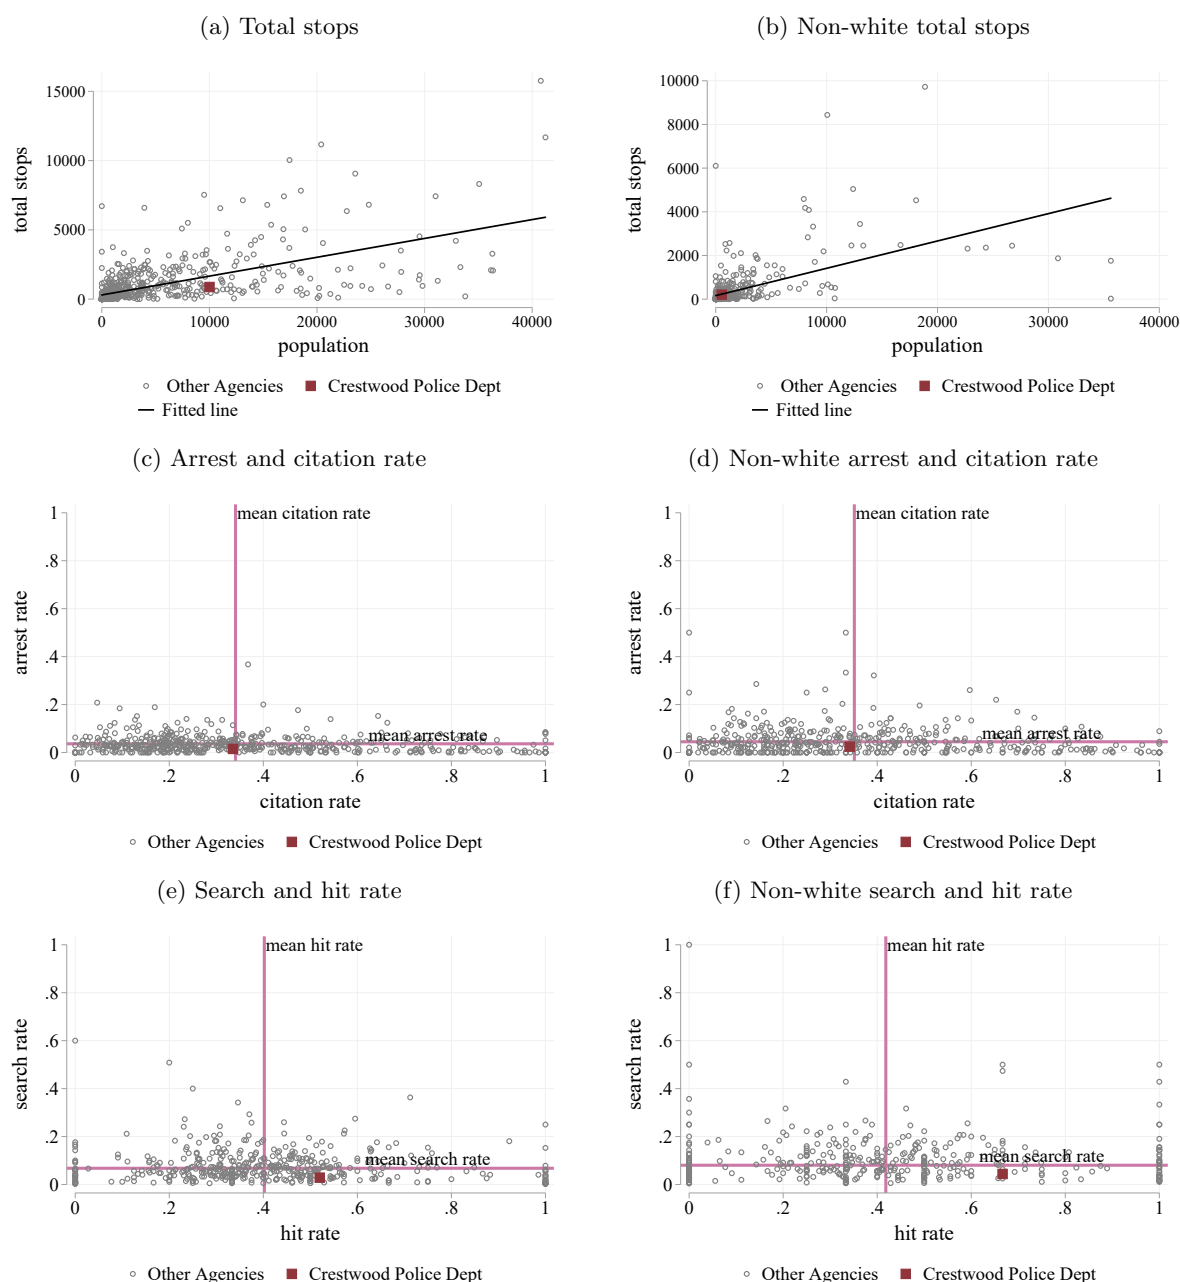 (a) Total stops
(b) Non-white total stops
total stops
15000
10000
5000
0
0
10000
20000
30000
40000
population
Other Agencies
Crestwood Police Dept
Fitted line
total stops
10000
8000
6000
4000
2000
0
0
10000
20000
30000
40000
population
Other Agencies
Crestwood Police Dept
Fitted line
(c) Arrest and citation rate
(d) Non-white arrest and citation rate
mean citation rate
mean arrest rate
arrest rate
1
.8
.6
.4
.2
0
0
.2
.4
.6
.8
1
citation rate
Other Agencies
Crestwood Police Dept
mean citation rate
mean arrest rate
arrest rate
1
.8
.6
.4
.2
0
0
.2
.4
.6
.8
1
citation rate
Other Agencies
Crestwood Police Dept
(e) Search and hit rate
(f) Non-white search and hit rate
mean hit rate
mean search rate
search rate
1
.8
.6
.4
.2
0
0
.2
.4
.6
.8
1
hit rate
Other Agencies
Crestwood Police Dept
mean hit rate
mean search rate
search rate
1
.8
.6
.4
.2
0
0
.2
.4
.6
.8
1
hit rate
Other Agencies
Crestwood Police Dept